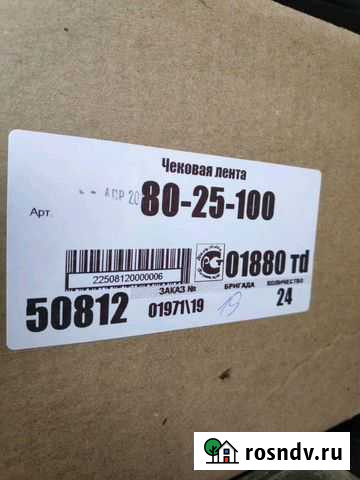 Чековая лента
АПР 20
80-25-100
Арт.
01880 td
22508120000006
ЗАКАЗ №
БРИГАДА
КОЛИЧЕСТВО
50812
01971\19
19
24
rosndv.ru